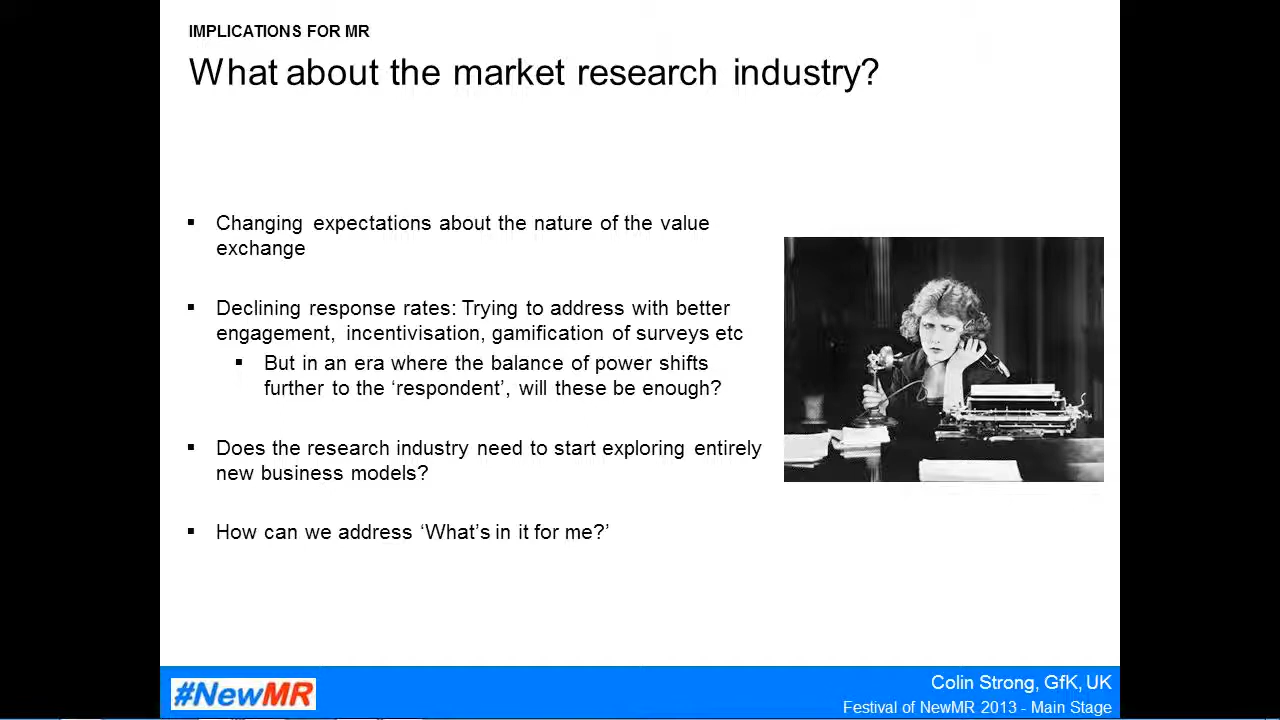 IMPLICATIONS FOR MR
What about the market research industry?
▪ Changing expectations about the nature of the value
exchange
▪ Declining response rates: Trying to address with better
engagement, incentivisation, gamification of surveys etc
▪ But in an era where the balance of power shifts
further to the ‘respondent’, will these be enough?
▪ Does the research industry need to start exploring entirely
new business models?
▪ How can we address ‘What’s in it for me?’
#NewMR
Colin Strong, GfK, UK
Festival of NewMR 2013 - Main Stage